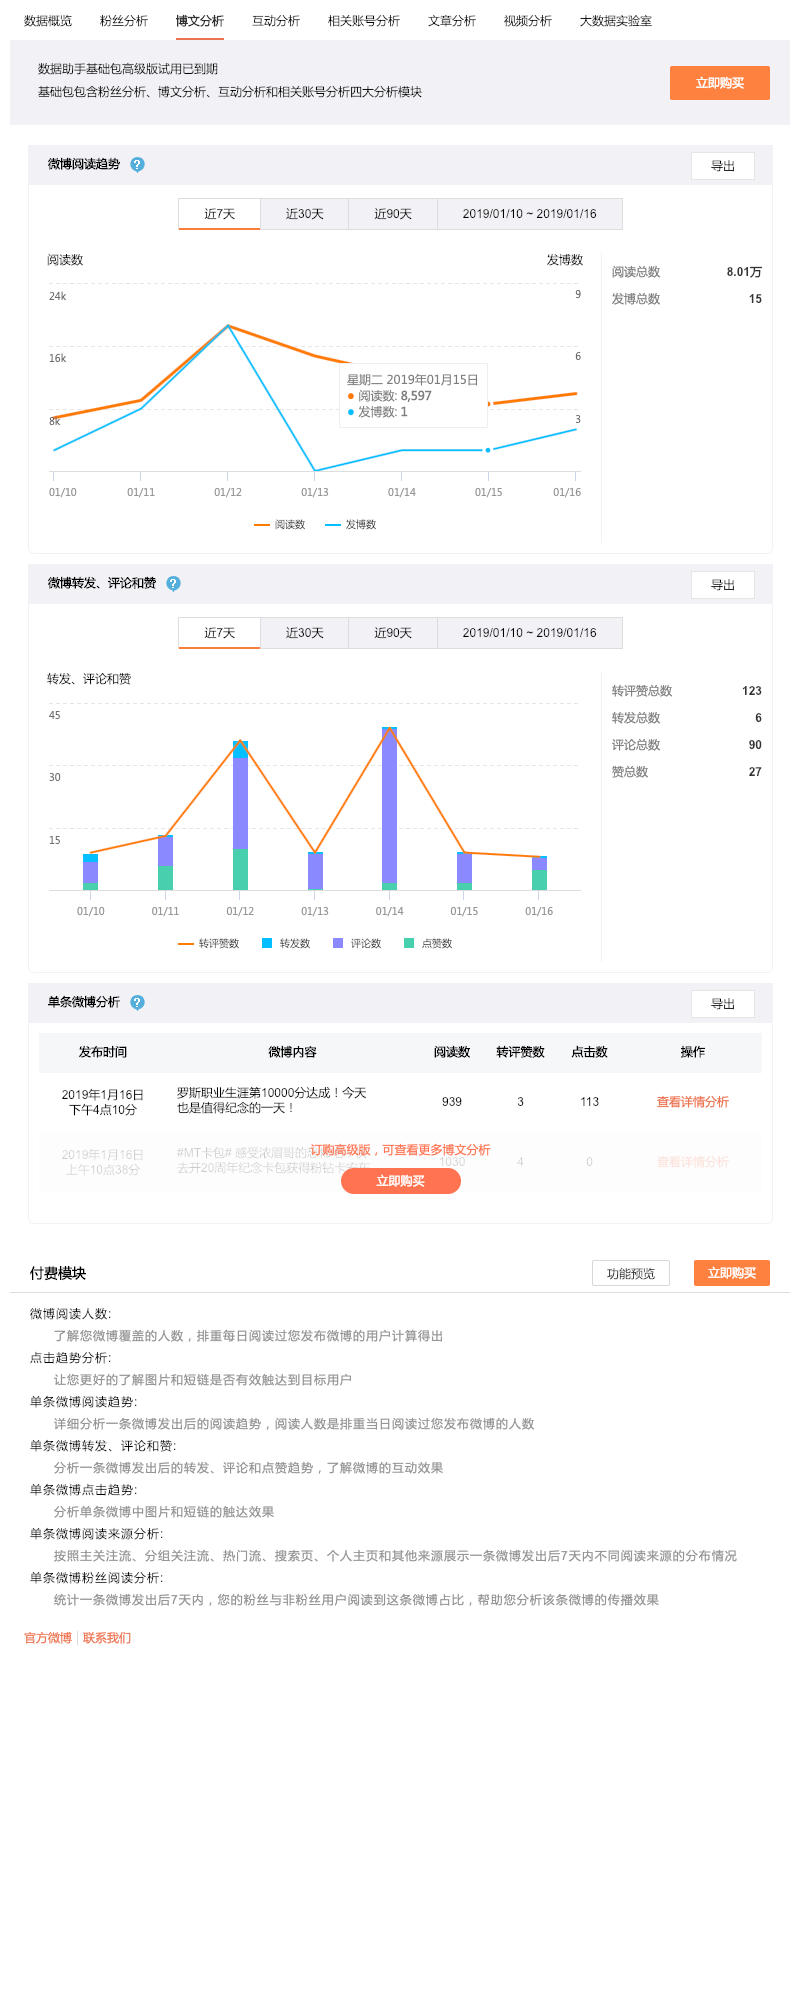 数据概览 粉丝分析 博文分析 互动分析 相关账号分析 文章分析 视频分析 大数据实验室
数据助手基础包高级版试用已到期
基础包包含粉丝分析、博文分析、互动分析和相关账号分析四大分析模块
立即购买
微博阅读趋势 ?
导出
近7天 近30天 近90天 2019/01/10 ~ 2019/01/16
阅读数 发博数
24k 9
16k 6
8k 3
星期二 2019年01月15日
阅读数: 8,597
发博数: 1
01/10 01/11 01/12 01/13 01/14 01/15 01/16
阅读数 发博数
阅读总数 8.01万
发博总数 15
微博转发、评论和赞 ?
导出
近7天 近30天 近90天 2019/01/10 ~ 2019/01/16
转发、评论和赞
45
30
15
01/10 01/11 01/12 01/13 01/14 01/15 01/16
转评赞数 转发数 评论数 点赞数
转评赞总数 123
转发总数 6
评论总数 90
赞总数 27
单条微博分析 ?
导出
发布时间 微博内容 阅读数 转评赞数 点击数 操作
2019年1月16日
下午4点10分
罗斯职业生涯第10000分达成！今天
也是值得纪念的一天！
939 3 113 查看详情分析
2019年1月16日
上午10点38分
#MT卡包# 感受浓眉哥的
去开20周年纪念卡包获得粉钻卡
1030 4 0 查看详情分析
订购高级版，可查看更多博文分析
立即购买
付费模块
功能预览 立即购买
微博阅读人数:
了解您微博覆盖的人数，排重每日阅读过您发布微博的用户计算得出
点击趋势分析:
让您更好的了解图片和短链是否有效触达到目标用户
单条微博阅读趋势:
详细分析一条微博发出后的阅读趋势，阅读人数是排重当日阅读过您发布微博的人数
单条微博转发、评论和赞:
分析一条微博发出后的转发、评论和点赞趋势，了解微博的互动效果
单条微博点击趋势:
分析单条微博中图片和短链的触达效果
单条微博阅读来源分析:
按照主关注流、分组关注流、热门流、搜索页、个人主页和其他来源展示一条微博发出后7天内不同阅读来源的分布情况
单条微博粉丝阅读分析:
统计一条微博发出后7天内，您的粉丝与非粉丝用户阅读到这条微博占比，帮助您分析该条微博的传播效果
官方微博 联系我们